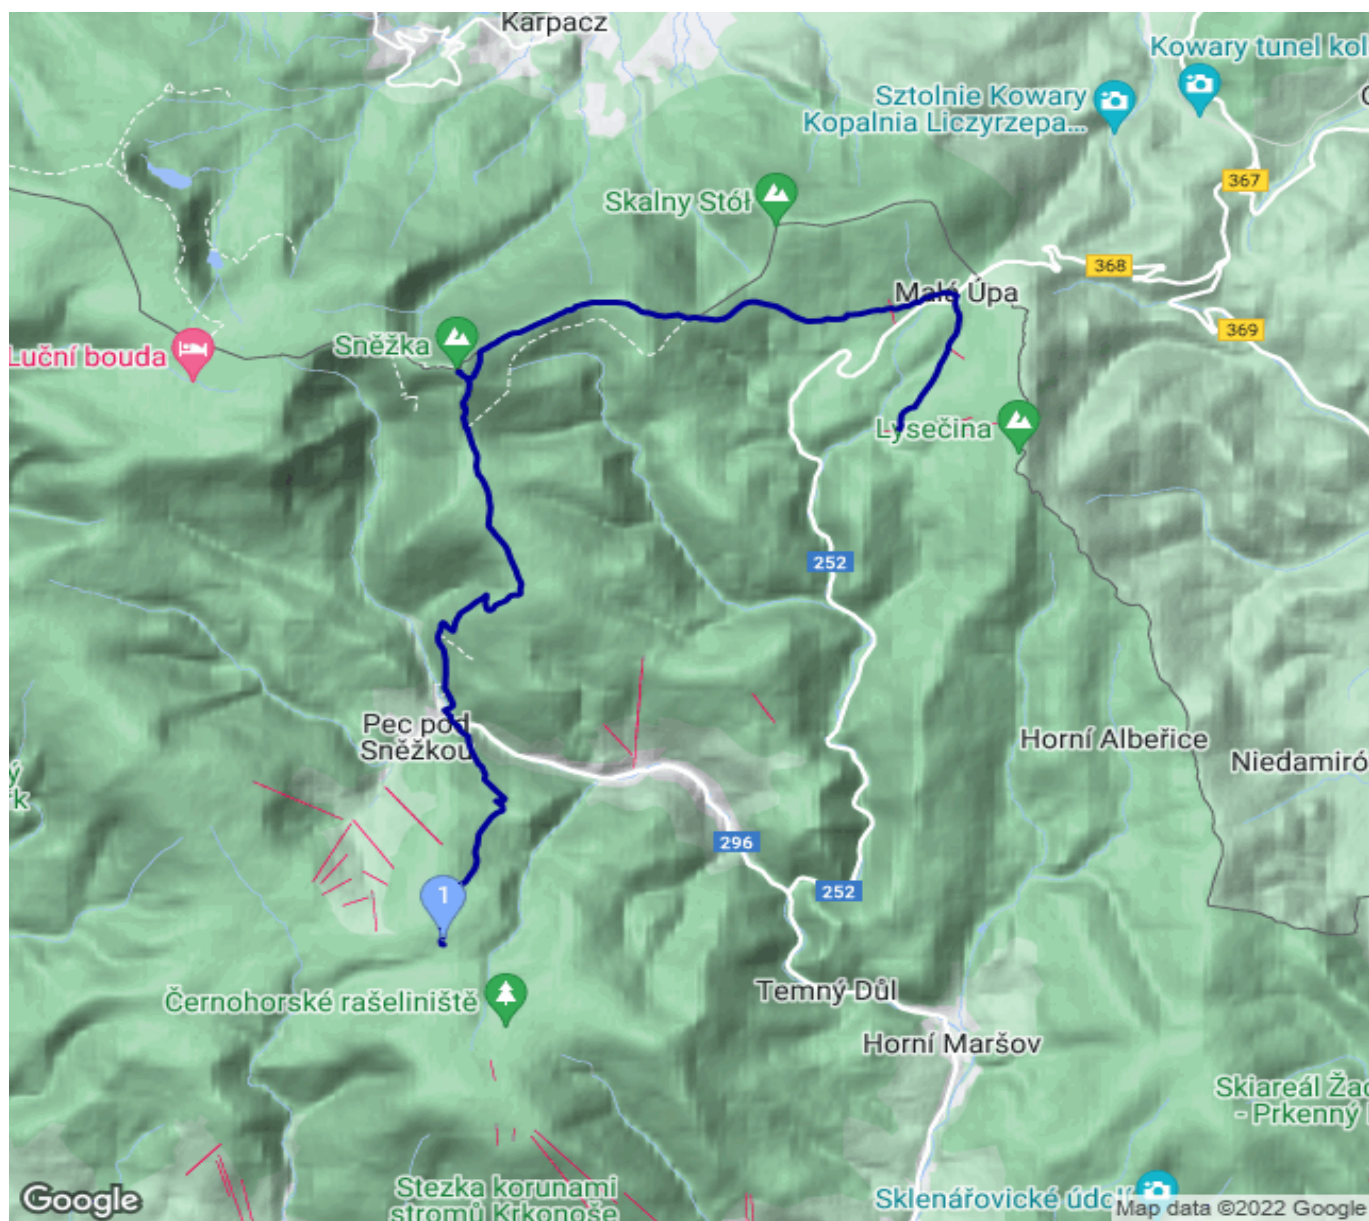 Karpacz
Kowary tunel kol
Sztolnie Kowary
Kopalnia Liczyrzepa...
367
Skalny Stół
368
Malá Úpa
369
Sněžka
Luční bouda
Lysečina
252
Pec pod
Sněžkou
Horní Albeřice
Niedamiró
ý
k
296
252
1
Černohorské rašeliniště
Temný Důl
Horní Maršov
Skiareál Žac
- Prkenný
Stezka korunami
stromů Krkonoše
Sklenářovické údolí
Google
Map data ©2022 Google